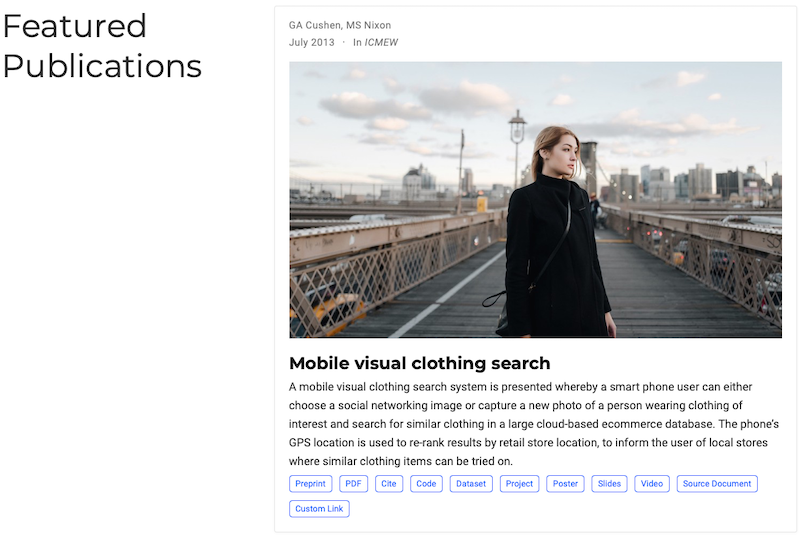 Featured
Publications
GA Cushen, MS Nixon
July 2013 · In ICMEW
Mobile visual clothing search
A mobile visual clothing search system is presented whereby a smart phone user can either
choose a social networking image or capture a new photo of a person wearing clothing of
interest and search for similar clothing in a large cloud-based ecommerce database. The phone's
GPS location is used to re-rank results by retail store location, to inform the user of local stores
where similar clothing items can be tried on.
Preprint PDF Cite Code Dataset Project Poster Slides Video Source Document
Custom Link